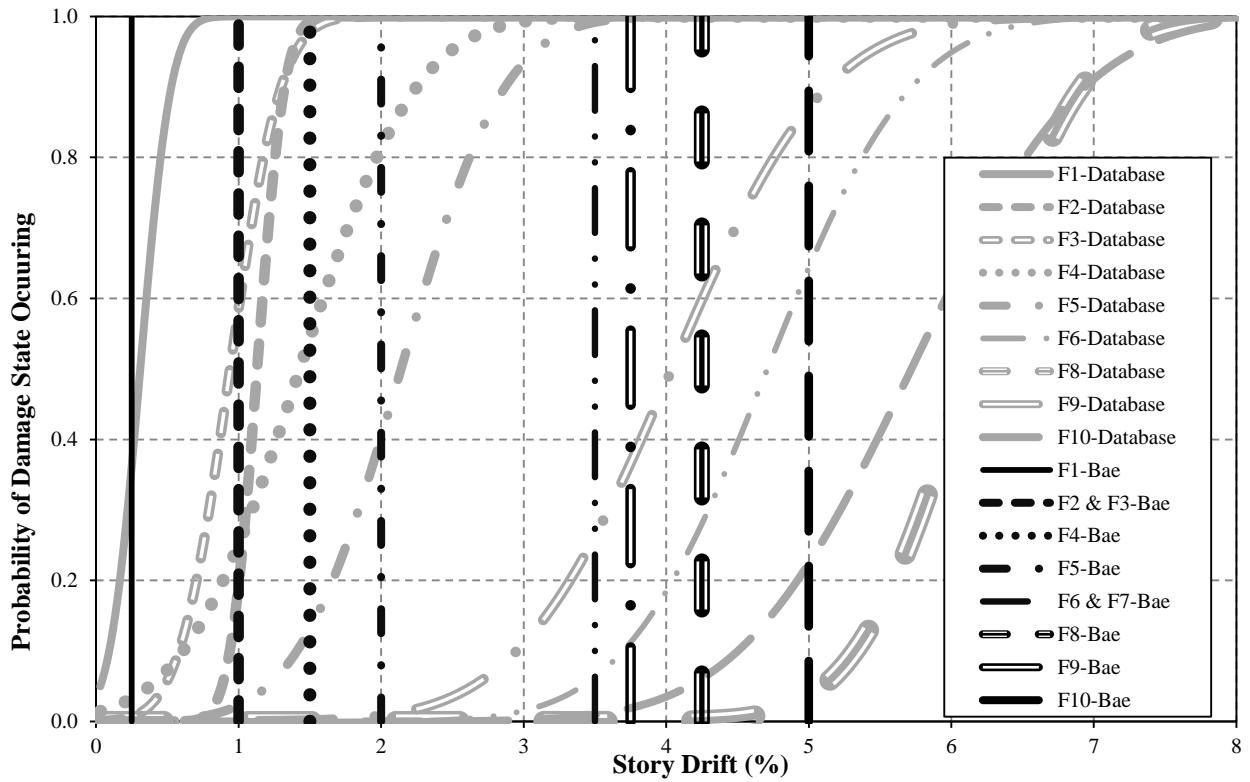 1.0
0.8
0.6
0.4
0.2
0.0
Probability of Damage State Ocuuring
0
1
2
3
4
5
6
7
8
Story Drift (%)
F1-Database
F2-Database
F3-Database
F4-Database
F5-Database
F6-Database
F8-Database
F9-Database
F10-Database
F1-Bae
F2 & F3-Bae
F4-Bae
F5-Bae
F6 & F7-Bae
F8-Bae
F9-Bae
F10-Bae